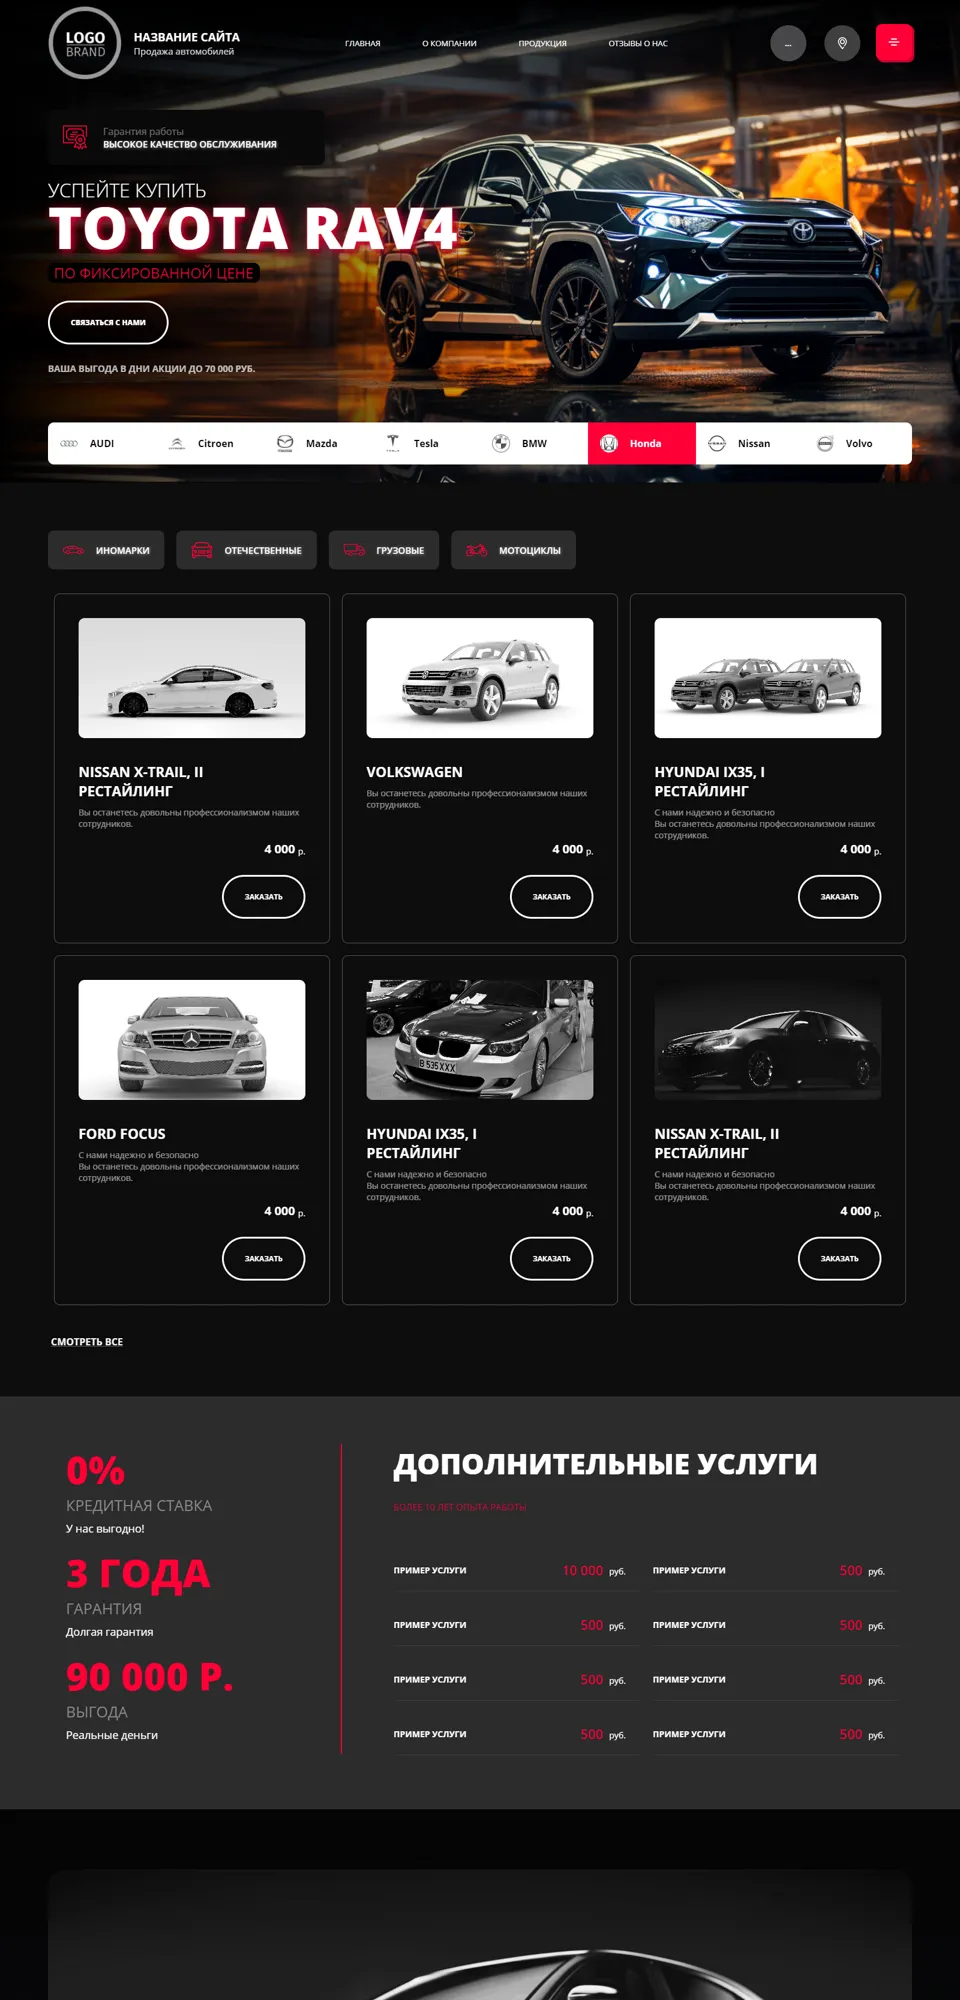 LOGO
BRAND
НАЗВАНИЕ САЙТА
Продажа автомобилей
ГЛАВНАЯ
О КОМПАНИИ
ПРОДУКЦИЯ
ОТЗЫВЫ О НАС
...
Гарантия работы
ВЫСОКОЕ КАЧЕСТВО ОБСЛУЖИВАНИЯ
УСПЕЙТЕ КУПИТЬ
TOYOTA RAV4
ПО ФИКСИРОВАННОЙ ЦЕНЕ
СВЯЗАТЬСЯ С НАМИ
ВАША ВЫГОДА В ДНИ АКЦИИ ДО 70 000 РУБ.
AUDI
Citroen
Mazda
Tesla
BMW
Honda
Nissan
Volvo
ИНОМАРКИ
ОТЕЧЕСТВЕННЫЕ
ГРУЗОВЫЕ
МОТОЦИКЛЫ
NISSAN X-TRAIL, II
РЕСТАЙЛИНГ
Вы останетесь довольны профессионализмом наших
сотрудников.
4 000 р.
ЗАКАЗАТЬ
VOLKSWAGEN
Вы останетесь довольны профессионализмом наших
сотрудников.
4 000 р.
ЗАКАЗАТЬ
HYUNDAI IX35, I
РЕСТАЙЛИНГ
С нами надежно и безопасно
Вы останетесь довольны профессионализмом наших
сотрудников.
4 000 р.
ЗАКАЗАТЬ
FORD FOCUS
С нами надежно и безопасно
Вы останетесь довольны профессионализмом наших
сотрудников.
4 000 р.
ЗАКАЗАТЬ
B 535 XXX
HYUNDAI IX35, I
РЕСТАЙЛИНГ
С нами надежно и безопасно
Вы останетесь довольны профессионализмом наших
сотрудников.
4 000 р.
ЗАКАЗАТЬ
NISSAN X-TRAIL, II
РЕСТАЙЛИНГ
С нами надежно и безопасно
Вы останетесь довольны профессионализмом наших
сотрудников.
4 000 р.
ЗАКАЗАТЬ
СМОТРЕТЬ ВСЕ
0%
КРЕДИТНАЯ СТАВКА
У нас выгодно!
3 ГОДА
ГАРАНТИЯ
Долгая гарантия
90 000 Р.
ВЫГОДА
Реальные деньги
ДОПОЛНИТЕЛЬНЫЕ УСЛУГИ
БОЛЕЕ 10 ЛЕТ ОПЫТА РАБОТЫ
ПРИМЕР УСЛУГИ 10 000 руб.
ПРИМЕР УСЛУГИ 500 руб.
ПРИМЕР УСЛУГИ 500 руб.
ПРИМЕР УСЛУГИ 500 руб.
ПРИМЕР УСЛУГИ 500 руб.
ПРИМЕР УСЛУГИ 500 руб.
ПРИМЕР УСЛУГИ 500 руб.
ПРИМЕР УСЛУГИ 500 руб.